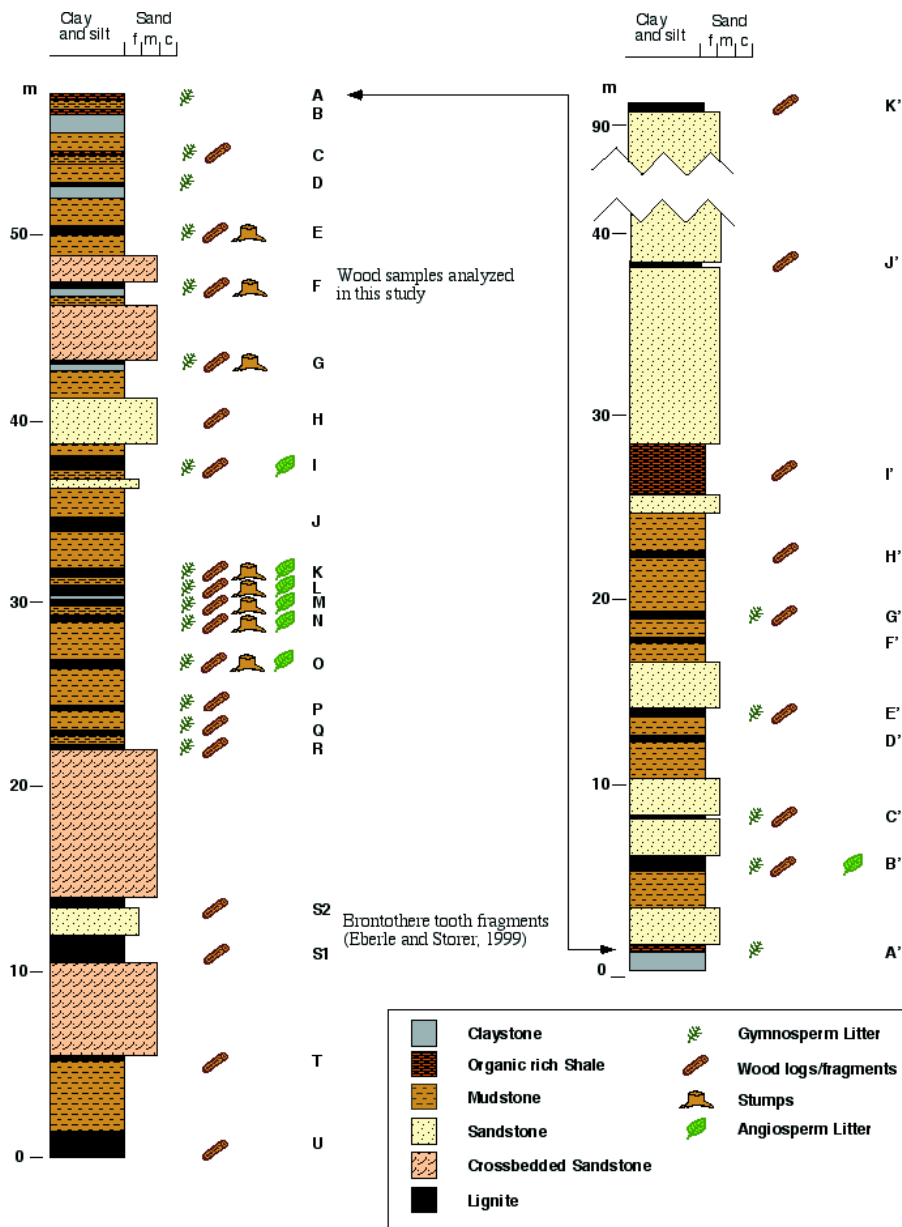 Clay and silt
Sand
f m c
m
50
40
30
20
10
0
A
B
C
D
E
F
G
H
I
J
K
L
M
N
O
P
Q
R
S2
S1
T
U
Wood samples analyzed
in this study
Brontothere tooth fragments
(Eberle and Storer, 1999)
Clay and silt
Sand
f m c
m
90
40
30
20
10
0
K'
J'
I'
H'
G'
F'
E'
D'
C'
B'
A'
Claystone
Organic rich Shale
Mudstone
Sandstone
Crossbedded Sandstone
Lignite
Gymnosperm Litter
Wood logs/fragments
Stumps
Angiosperm Litter